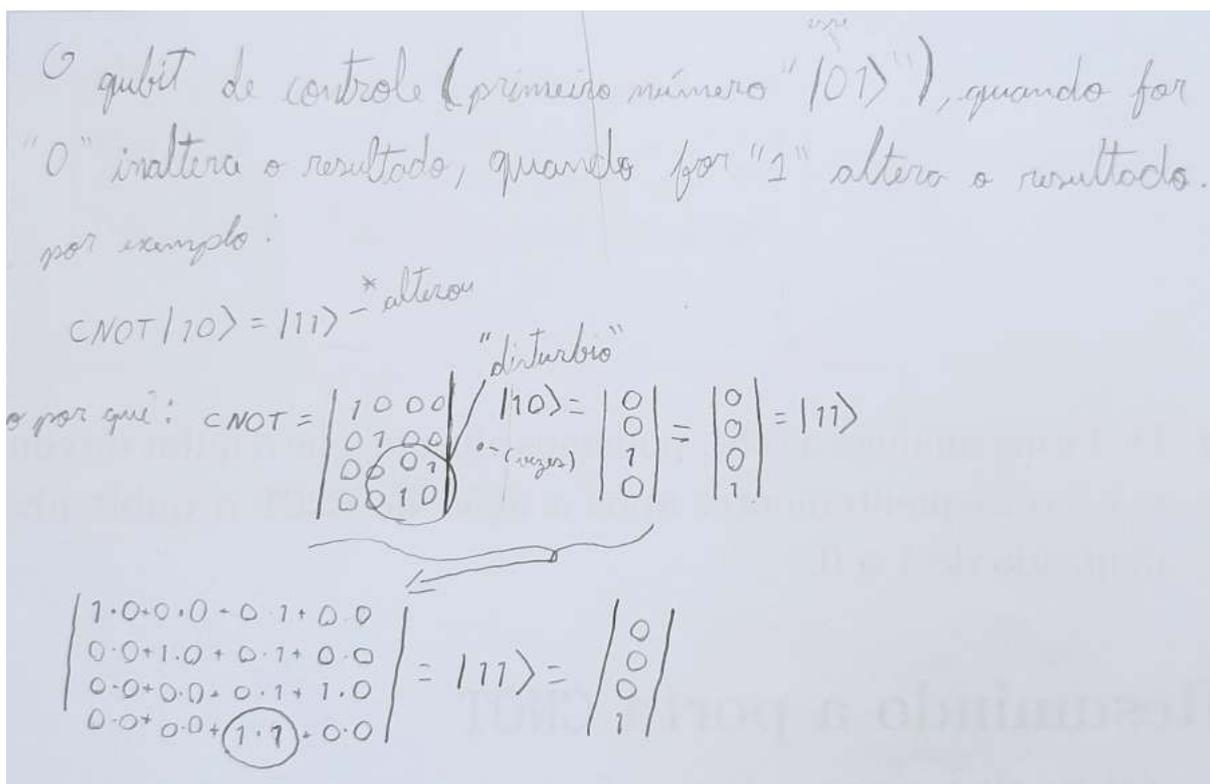 esse
O qubit de controle (primeiro número "|01⟩"), quando for
"0" inaltera o resultado, quando for "1" altera o resultado.
por exemplo:
CNOT|10⟩ = |11⟩ - *alterou
"disturbio"
o por quê: CNOT = |1 0 0 0| |10⟩ = |0| = |0| = |11⟩
|0 1 0 0| • - (vezes) |0| |0|
|0 0 0 1| |1| |0|
|0 0 1 0| |0| |1|
|1·0+0·0+0·1+0·0| |0|
|0·0+1·0+0·1+0·0| = |11⟩ = |0|
|0·0+0·0+0·1+1·0| |0|
|0·0+0·0+1·1+0·0| |1|